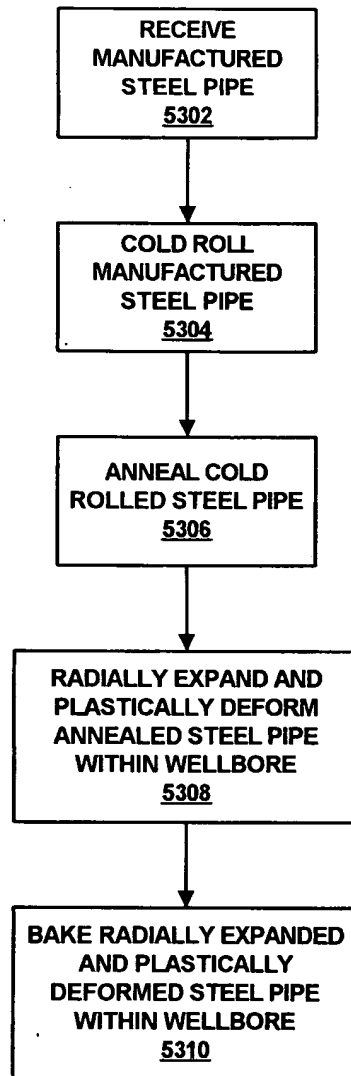 RECEIVE
MANUFACTURED
STEEL PIPE
5302
COLD ROLL
MANUFACTURED
STEEL PIPE
5304
ANNEAL COLD
ROLLED STEEL PIPE
5306
RADIALLY EXPAND AND
PLASTICALLY DEFORM
ANNEALED STEEL PIPE
WITHIN WELLBORE
5308
BAKE RADIALLY EXPANDED
AND PLASTICALLY
DEFORMED STEEL PIPE
WITHIN WELLBORE
5310